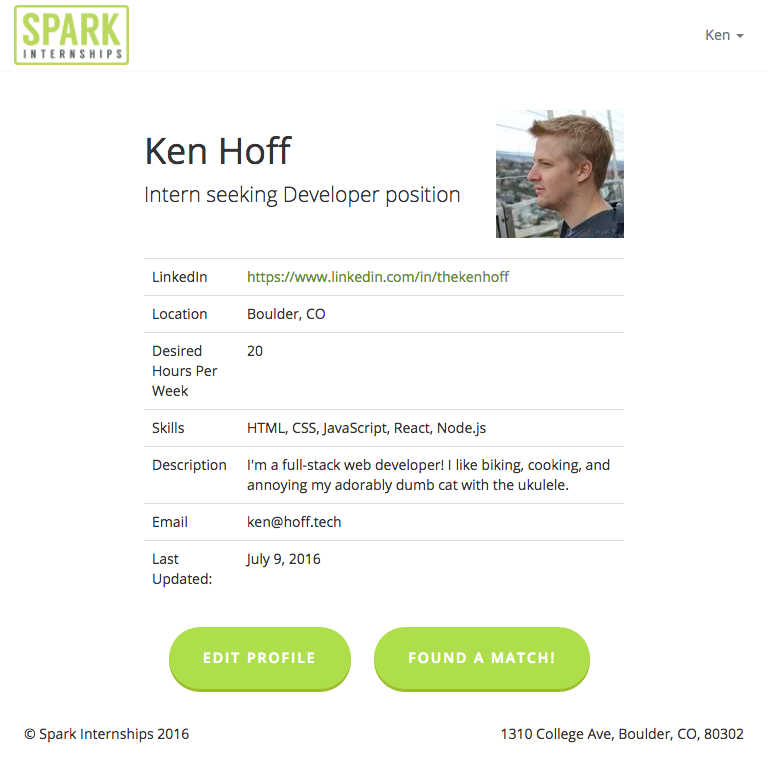 SPARK
INTERNSHIPS
Ken
Ken Hoff
Intern seeking Developer position
LinkedIn https://www.linkedin.com/in/thekenhoff
Location Boulder, CO
Desired 20
Hours Per
Week
Skills HTML, CSS, JavaScript, React, Node.js
Description I'm a full-stack web developer! I like biking, cooking, and
annoying my adorably dumb cat with the ukulele.
Email ken@hoff.tech
Last July 9, 2016
Updated:
EDIT PROFILE FOUND A MATCH!
© Spark Internships 2016 1310 College Ave, Boulder, CO, 80302